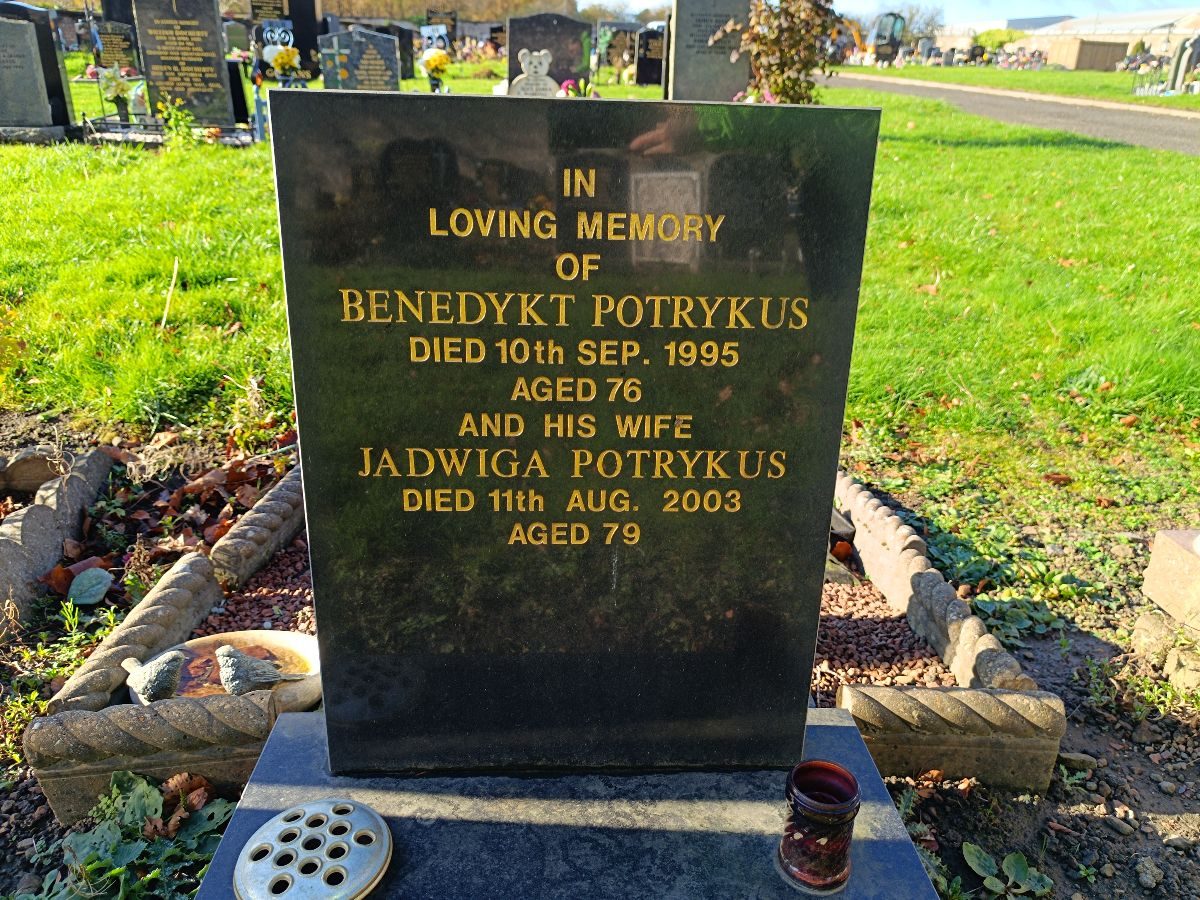 IN
LOVING MEMORY
OF
BENEDYKT POTRYKUS
DIED 10th SEP. 1995
AGED 76
AND HIS WIFE
JADWIGA POTRYKUS
DIED 11th AUG. 2003
AGED 79